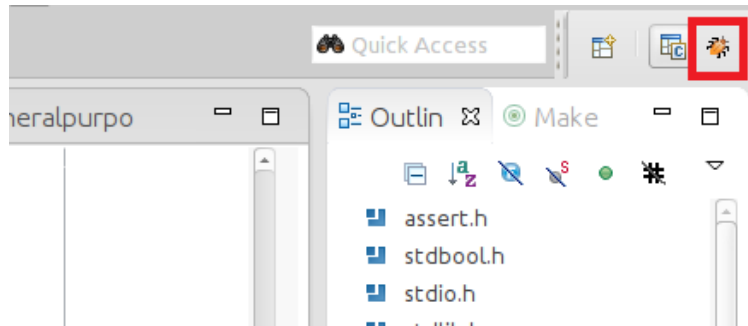 Quick Access
neralpurpo
Outlin
Make
assert.h
stdbool.h
stdio.h